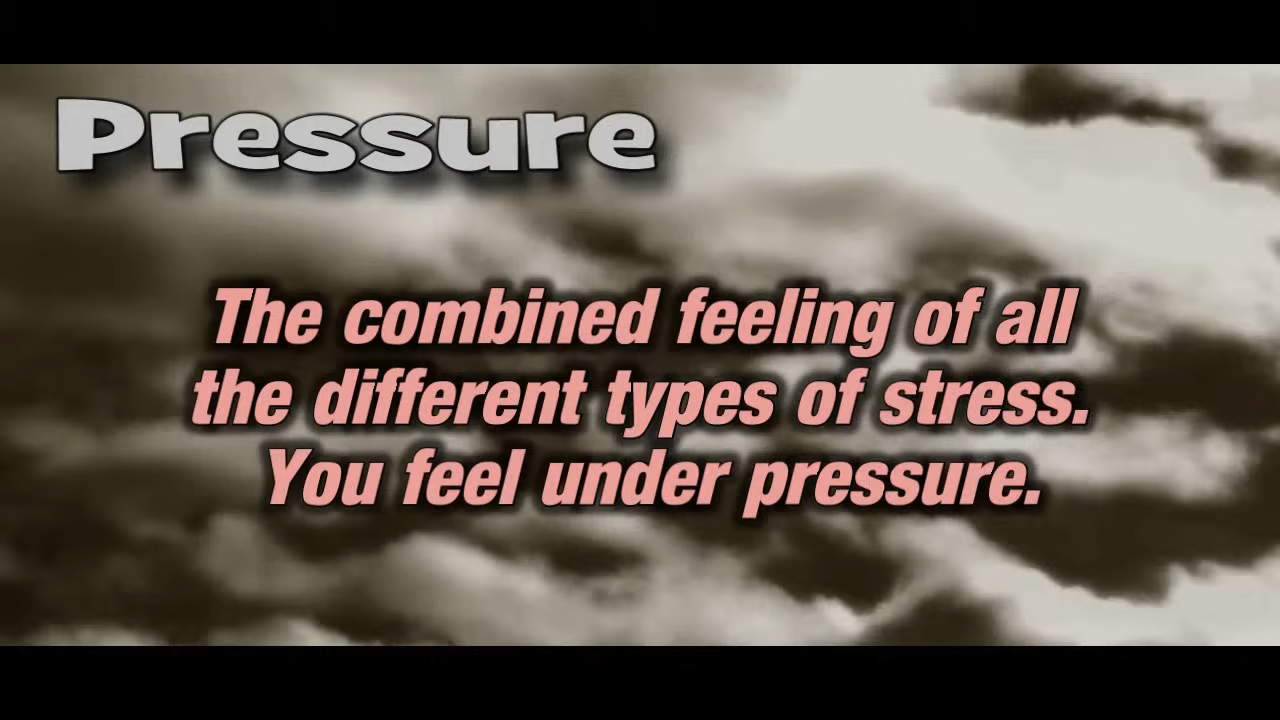 Pressure
The combined feeling of all
the different types of stress.
You feel under pressure.